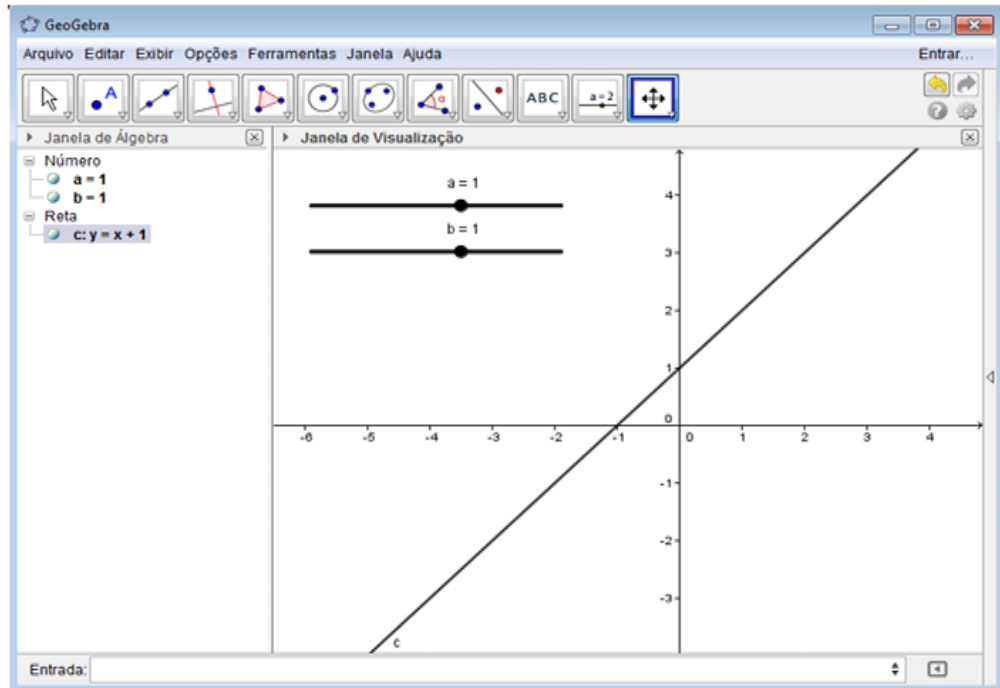 GeoGebra
Arquivo Editar Exibir Opções Ferramentas Janela Ajuda Entrar...
A α ABC a=2
Janela de Álgebra
Número
a = 1
b = 1
Reta
c: y = x + 1
Janela de Visualização
a = 1
b = 1
4
3
2
1
0
-6 -5 -4 -3 -2 -1 0 1 2 3 4
-1
-2
-3
c
Entrada: